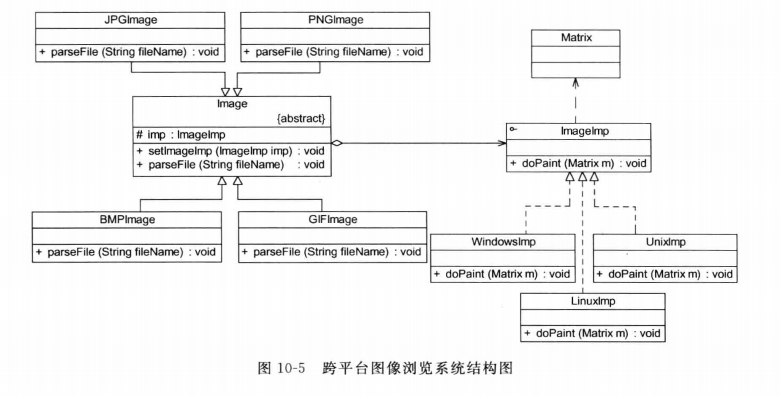 JPGImage
+ parseFile (String fileName) : void
PNGImage
+ parseFile (String fileName) : void
Matrix
Image
{abstract}
# imp : ImageImp
+ setImageImp (ImageImp imp) : void
+ parseFile (String fileName) : void
ImageImp
+ doPaint (Matrix m) : void
BMPImage
+ parseFile (String fileName) : void
GIFImage
+ parseFile (String fileName) : void
WindowsImp
+ doPaint (Matrix m) : void
UnixImp
+ doPaint (Matrix m) : void
LinuxImp
+ doPaint (Matrix m) : void
图 10-5 跨平台图像浏览系统结构图